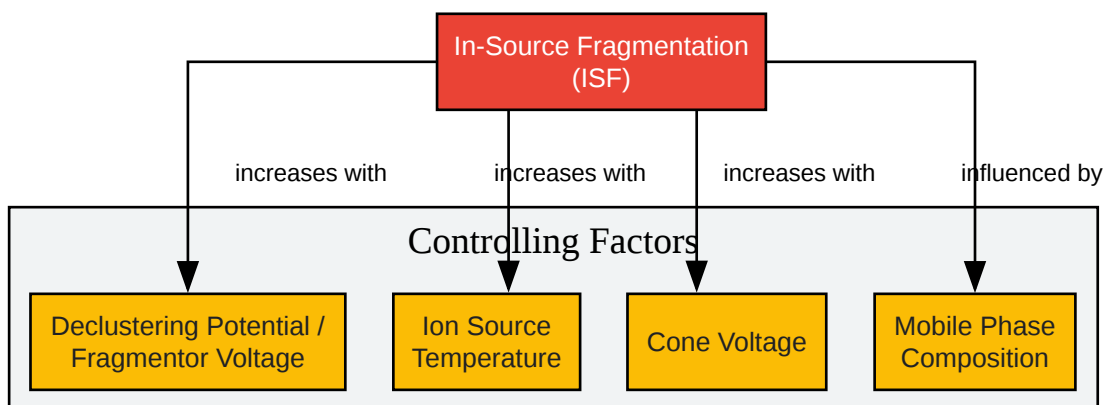 In-Source Fragmentation
(ISF)
increases with
increases with
increases with
influenced by
Controlling Factors
Declustering Potential /
Fragmentor Voltage
Ion Source
Temperature
Cone Voltage
Mobile Phase
Composition